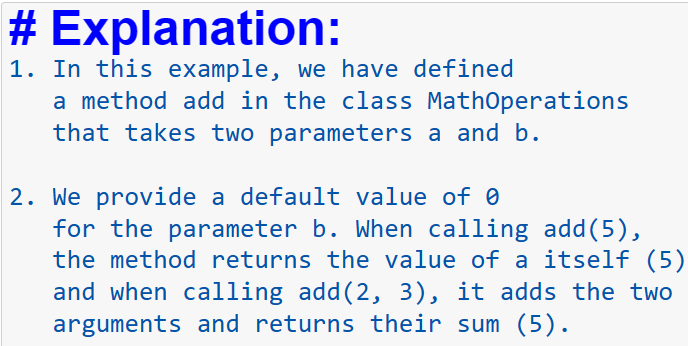 # Explanation:
1. In this example, we have defined
a method add in the class MathOperations
that takes two parameters a and b.
2. We provide a default value of 0
for the parameter b. When calling add(5),
the method returns the value of a itself (5)
and when calling add(2, 3), it adds the two
arguments and returns their sum (5).